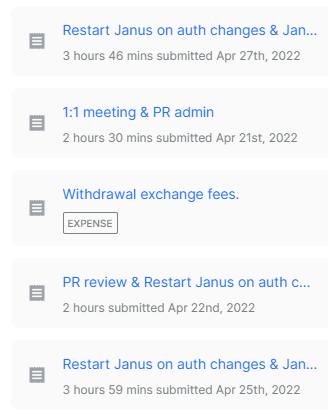 Restart Janus on auth changes & Jan...
3 hours 46 mins submitted Apr 27th, 2022
1:1 meeting & PR admin
2 hours 30 mins submitted Apr 21st, 2022
Withdrawal exchange fees.
EXPENSE
PR review & Restart Janus on auth c...
2 hours submitted Apr 22nd, 2022
Restart Janus on auth changes & Jan...
3 hours 59 mins submitted Apr 25th, 2022